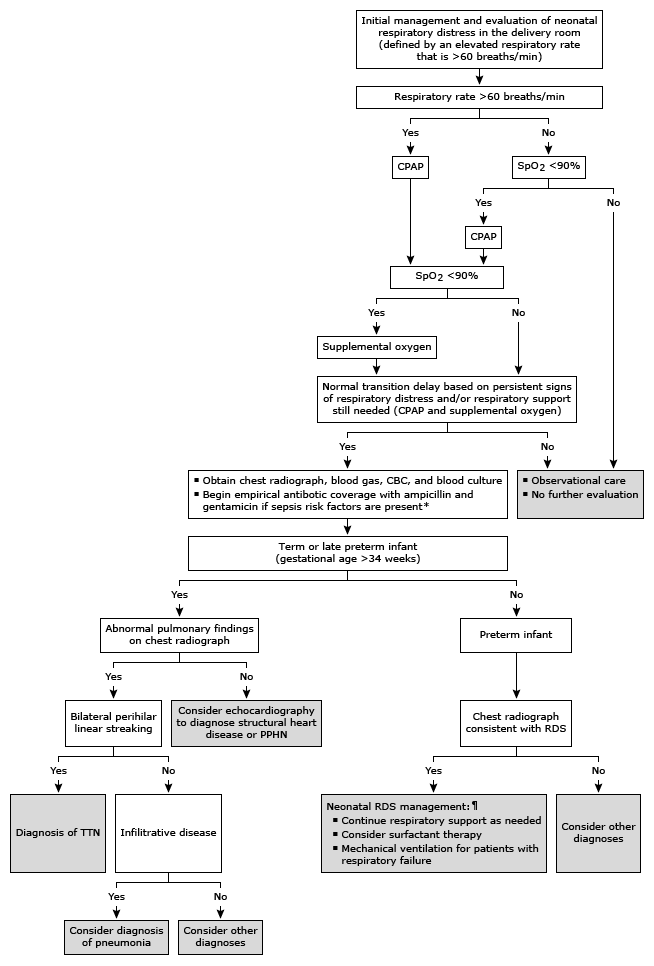 Initial management and evaluation of neonatal
respiratory distress in the delivery room
(defined by an elevated respiratory rate
that is >60 breaths/min)
Respiratory rate >60 breaths/min
Yes
No
CPAP
SpO2 <90%
Yes
No
CPAP
SpO2 <90%
Yes
No
Supplemental oxygen
Normal transition delay based on persistent signs
of respiratory distress and/or respiratory support
still needed (CPAP and supplemental oxygen)
Yes
No
▪ Obtain chest radiograph, blood gas, CBC, and blood culture
▪ Begin empirical antibotic coverage with ampicillin and
gentamicin if sepsis risk factors are present*
▪ Observational care
▪ No further evaluation
Term or late preterm infant
(gestational age >34 weeks)
Yes
No
Abnormal pulmonary findings
on chest radiograph
Preterm infant
Yes
No
Bilateral perihilar
linear streaking
Consider echocardiography
to diagnose structural heart
disease or PPHN
Chest radiograph
consistent with RDS
Yes
No
Yes
No
Diagnosis of TTN
Infilitrative disease
Neonatal RDS management:¶
▪ Continue respiratory support as needed
▪ Consider surfactant therapy
▪ Mechanical ventilation for patients with
respiratory failure
Consider other
diagnoses
Yes
No
Consider diagnosis
of pneumonia
Consider other
diagnoses